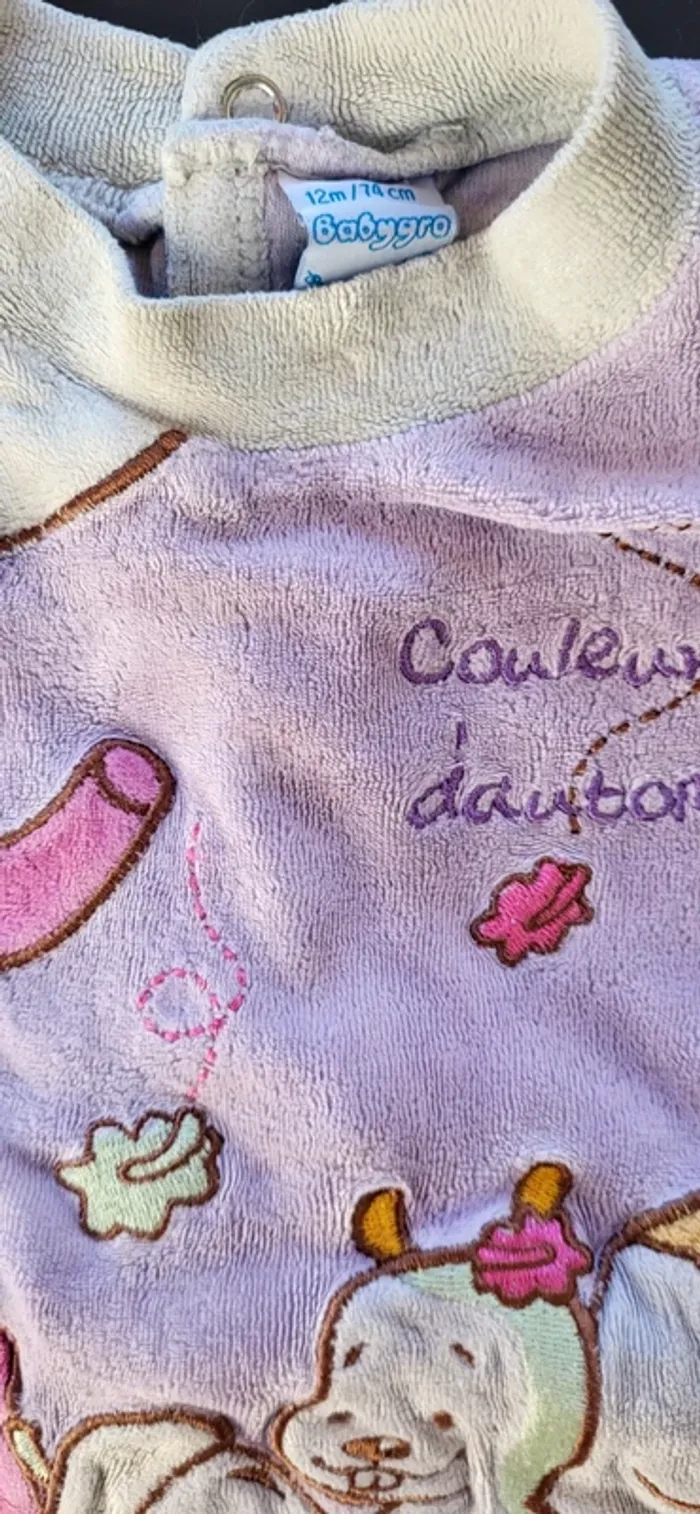 12m / 74 cm
Babygro
Couleur
d'autom